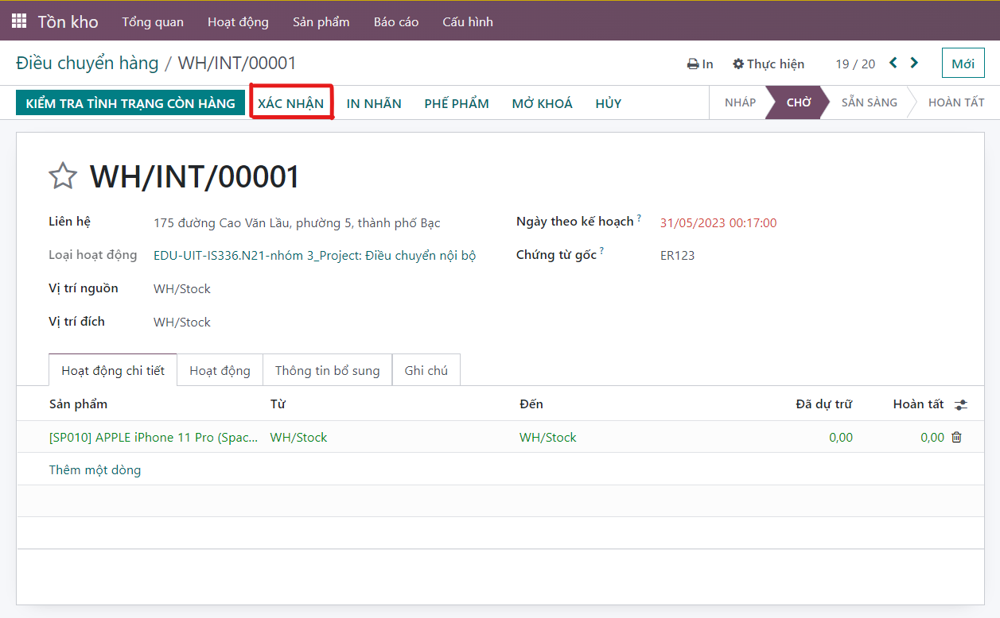 Tồn kho Tổng quan Hoạt động Sản phẩm Báo cáo Cấu hình
Điều chuyển hàng / WH/INT/00001 In Thực hiện 19 / 20 Mới
KIỂM TRA TÌNH TRẠNG CÒN HÀNG XÁC NHẬN IN NHÃN PHẾ PHẨM MỞ KHOÁ HỦY NHÁP CHỜ SẴN SÀNG HOÀN TẤT
WH/INT/00001
Liên hệ 175 đường Cao Văn Lầu, phường 5, thành phố Bạc Ngày theo kế hoạch ? 31/05/2023 00:17:00
Loại hoạt động EDU-UIT-IS336.N21-nhóm 3_Project: Điều chuyển nội bộ Chứng từ gốc ? ER123
Vị trí nguồn WH/Stock
Vị trí đích WH/Stock
Hoạt động chi tiết Hoạt động Thông tin bổ sung Ghi chú
Sản phẩm Từ Đến Đã dự trữ Hoàn tất
[SP010] APPLE iPhone 11 Pro (Spac... WH/Stock WH/Stock 0,00 0,00
Thêm một dòng